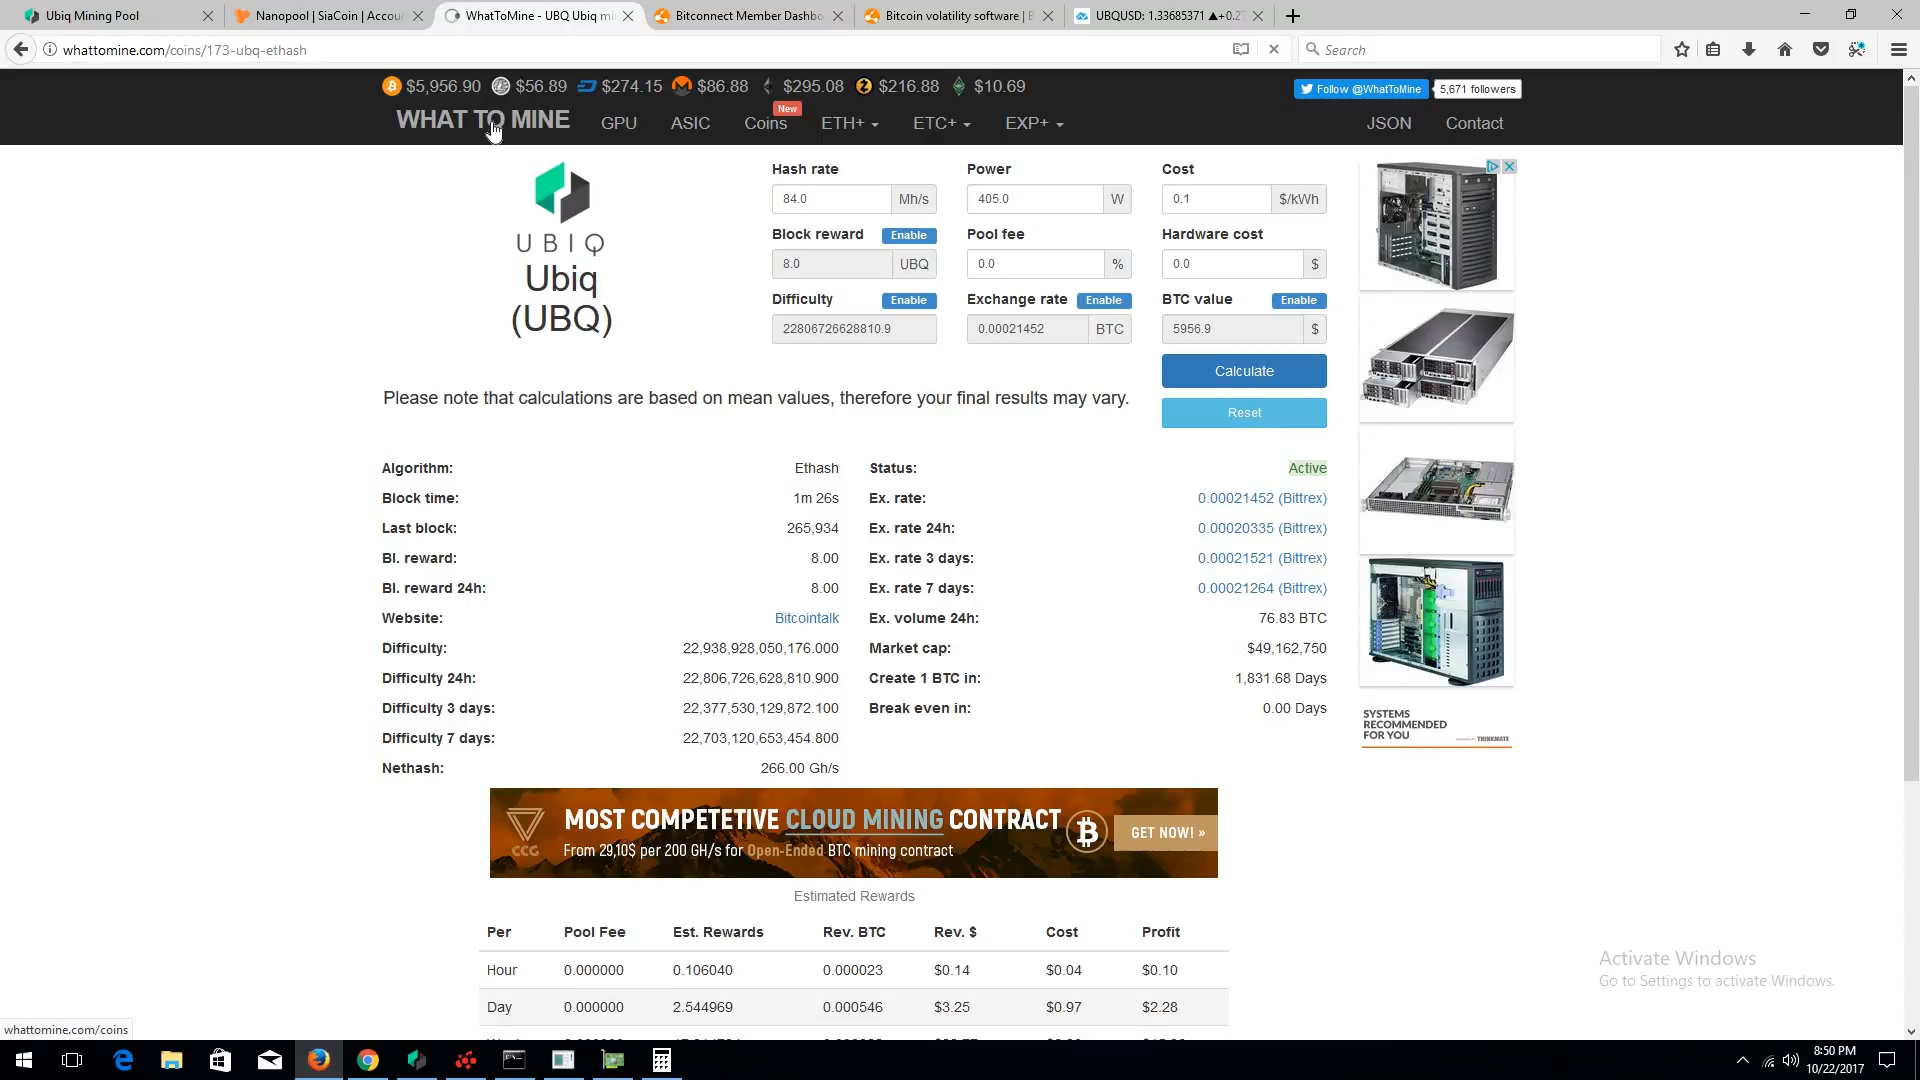 Ubiq Mining Pool
Nanopool | SiaCoin | Accou
WhatToMine - UBQ Ubiq mi
Bitconnect Member Dashbo
Bitcoin volatility software | B
UBQUSD: 1.33685371 ▲+0.2
whattomine.com/coins/173-ubq-ethash
Search
$5,956.90 $56.89 $274.15 $86.88 $295.08 $216.88 $10.69
Follow @WhatToMine 5,671 followers
New
WHAT TO MINE GPU ASIC Coins ETH+ ETC+ EXP+ JSON Contact
UBIQ
Ubiq
(UBQ)
Hash rate Power Cost
84.0 Mh/s 405.0 W 0.1 $/kWh
Block reward Enable Pool fee Hardware cost
8.0 UBQ 0.0 % 0.0 $
Difficulty Enable Exchange rate Enable BTC value Enable
22806726628810.9 0.00021452 BTC 5956.9 $
Calculate
Please note that calculations are based on mean values, therefore your final results may vary.
Reset
Algorithm: Ethash Status: Active
Block time: 1m 26s Ex. rate: 0.00021452 (Bittrex)
Last block: 265,934 Ex. rate 24h: 0.00020335 (Bittrex)
Bl. reward: 8.00 Ex. rate 3 days: 0.00021521 (Bittrex)
Bl. reward 24h: 8.00 Ex. rate 7 days: 0.00021264 (Bittrex)
Website: Bitcointalk Ex. volume 24h: 76.83 BTC
Difficulty: 22,938,928,050,176.000 Market cap: $49,162,750
Difficulty 24h: 22,806,726,628,810.900 Create 1 BTC in: 1,831.68 Days
Difficulty 3 days: 22,377,530,129,872.100 Break even in: 0.00 Days
Difficulty 7 days: 22,703,120,653,454.800
Nethash: 266.00 Gh/s
SYSTEMS
RECOMMENDED
FOR YOU
THINKMATE
MOST COMPETETIVE CLOUD MINING CONTRACT
CCG
From 29,10$ per 200 GH/s for Open-Ended BTC mining contract
GET NOW! »
Estimated Rewards
Per Pool Fee Est. Rewards Rev. BTC Rev. $ Cost Profit
Hour 0.000000 0.106040 0.000023 $0.14 $0.04 $0.10
Day 0.000000 2.544969 0.000546 $3.25 $0.97 $2.28
Activate Windows
Go to Settings to activate Windows.
whattomine.com/coins
8:50 PM
10/22/2017